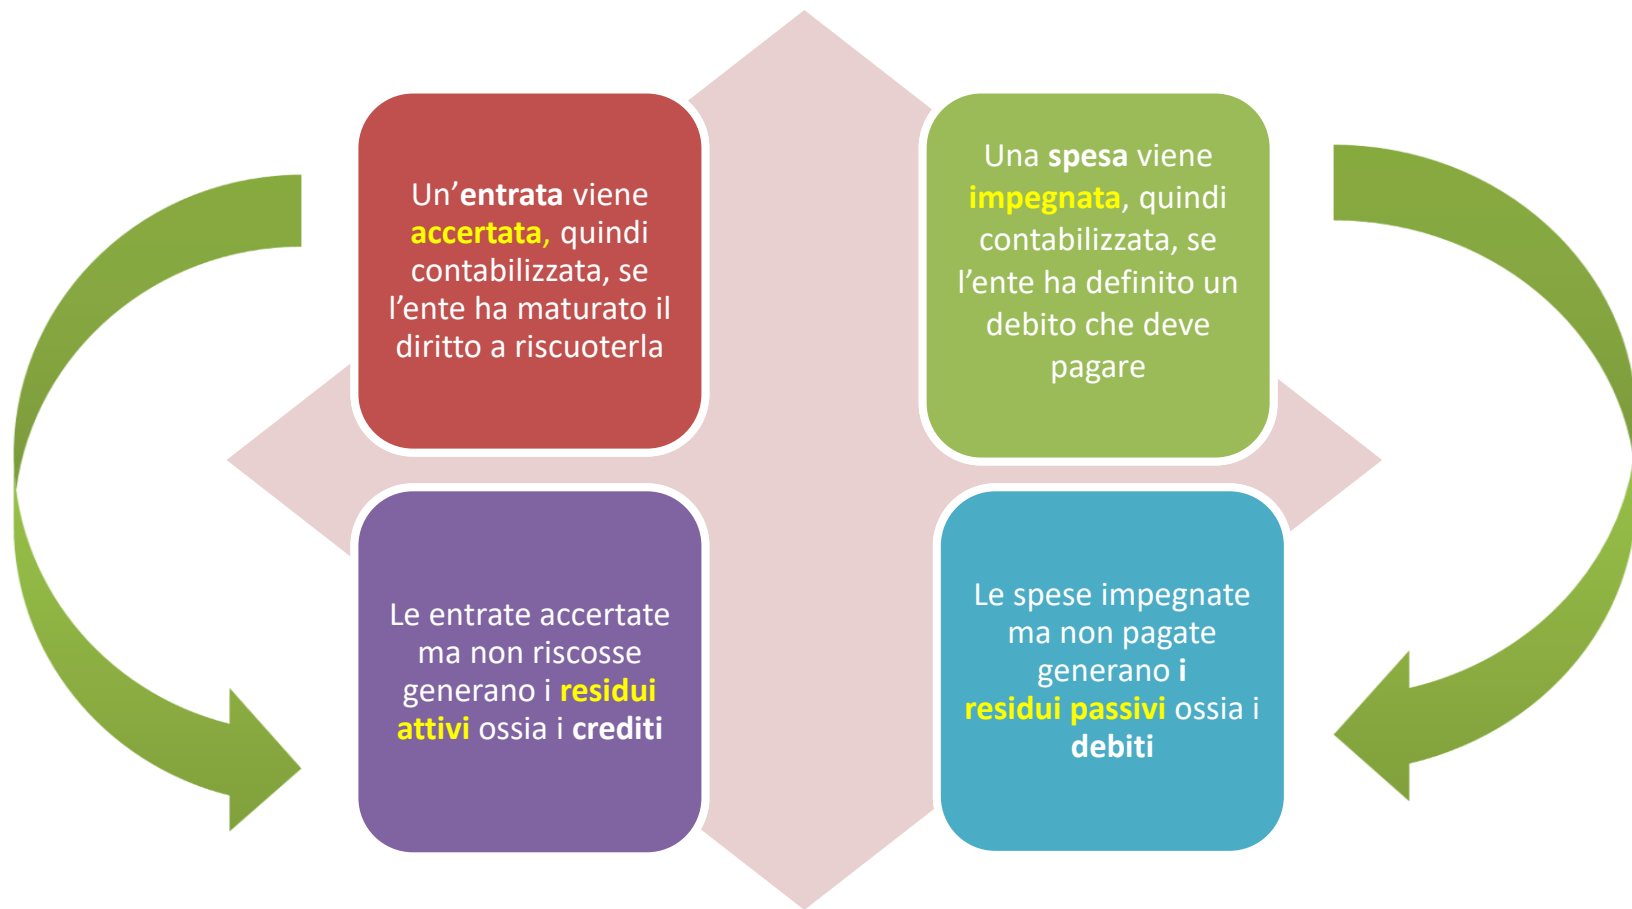 Un’entrata viene
accertata, quindi
contabilizzata, se
l’ente ha maturato il
diritto a riscuoterla
Una spesa viene
impegnata, quindi
contabilizzata, se
l’ente ha definito un
debito che deve
pagare
Le entrate accertate
ma non riscosse
generano i residui
attivi ossia i crediti
Le spese impegnate
ma non pagate
generano i
residui passivi ossia i
debiti